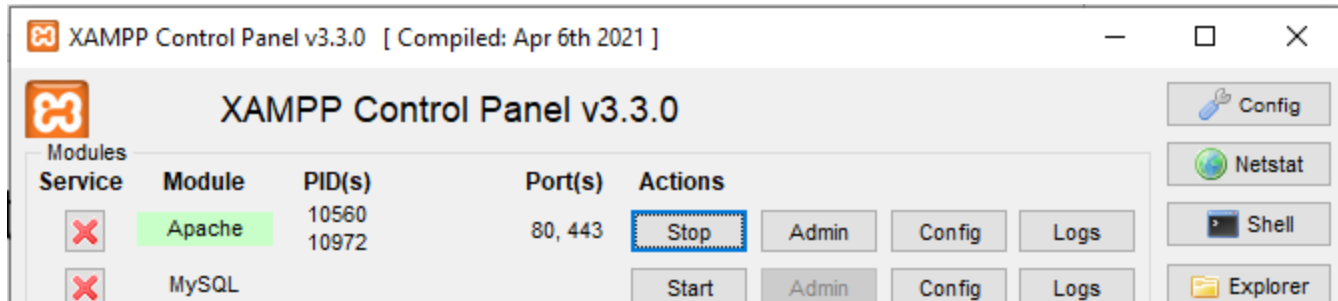 XAMPP Control Panel v3.3.0 [ Compiled: Apr 6th 2021 ]
XAMPP Control Panel v3.3.0
Config
Modules
Netstat
Service Module PID(s) Port(s) Actions
Apache 10560 10972 80, 443 Stop Admin Config Logs
Shell
MySQL Start Admin Config Logs
Explorer